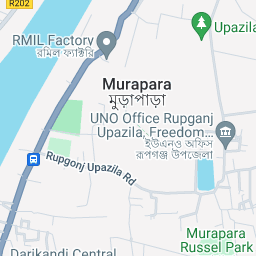 R202
Upazila
RMIL Factory
রমিল ফ্যাক্টরি
Murapara
মুড়াপাড়া
UNO Office Rupganj
Upazila, Freedom...
ইউএনও অফিস
রূপগঞ্জ উপজেলা
Rupgonj Upazila Rd
Murapara
Russel Park
Darikandi Central